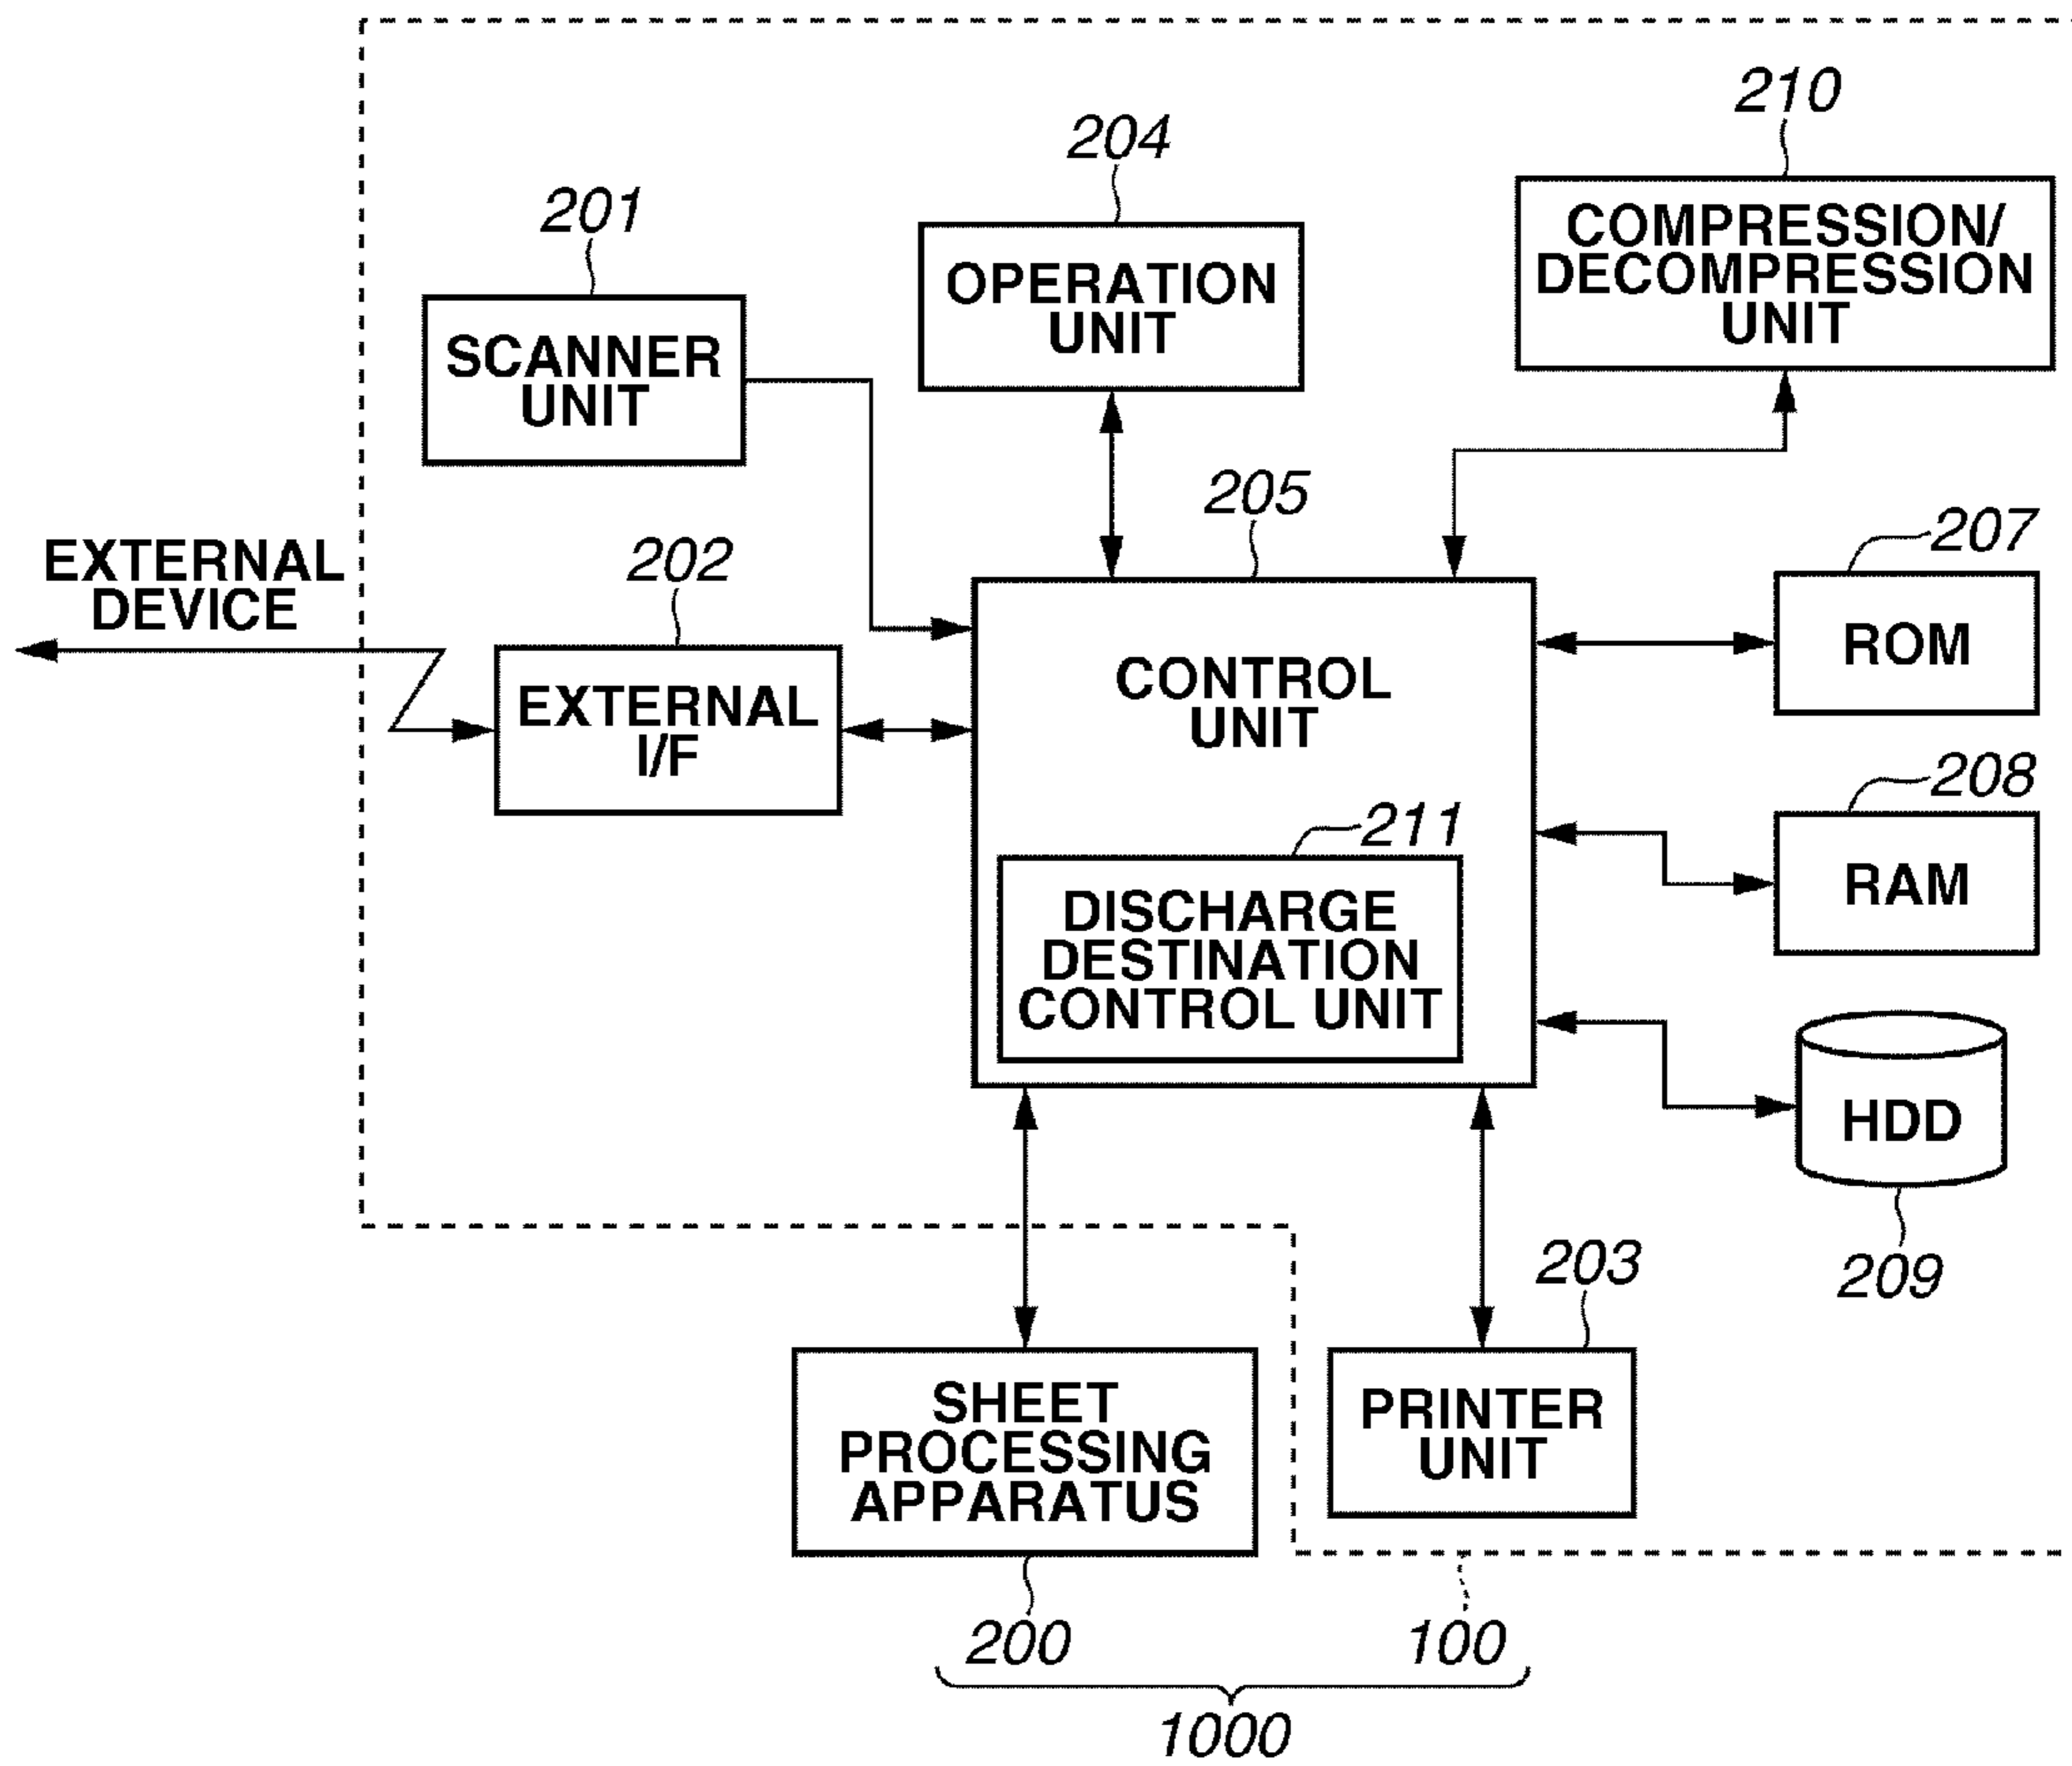 210
COMPRESSION/
DECOMPRESSION
UNIT
204
OPERATION
UNIT
201
SCANNER
UNIT
EXTERNAL
DEVICE
202
EXTERNAL
I/F
205
CONTROL
UNIT
211
DISCHARGE
DESTINATION
CONTROL UNIT
207
ROM
208
RAM
HDD
209
203
PRINTER
UNIT
SHEET
PROCESSING
APPARATUS
200
100
1000